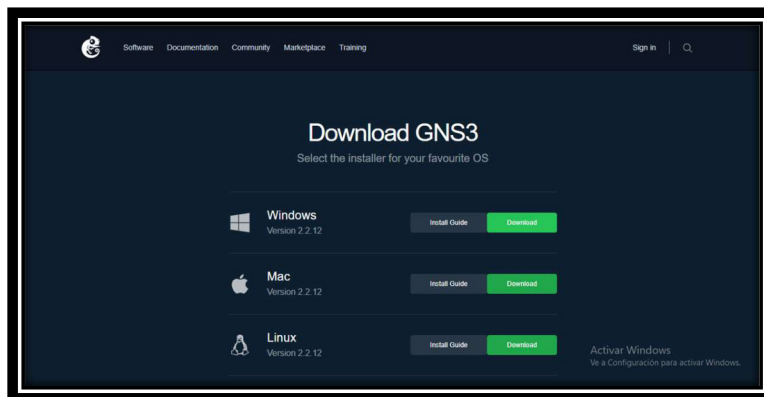 Software Documentation Community Marketplace Training Sign in
Download GNS3
Select the installer for your favourite OS
Windows
Version 2.2.12
Install Guide Download
Mac
Version 2.2.12
Install Guide Download
Linux
Version 2.2.12
Install Guide Download
Activar Windows
Ve a Configuración para activar Windows.